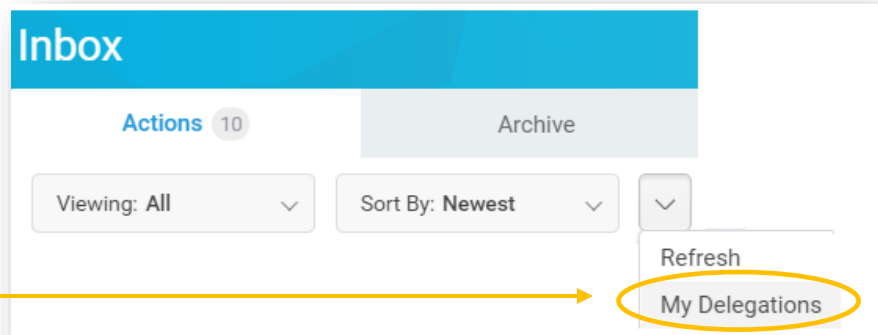 Inbox
Actions 10 Archive
Viewing: All Sort By: Newest
Refresh
My Delegations